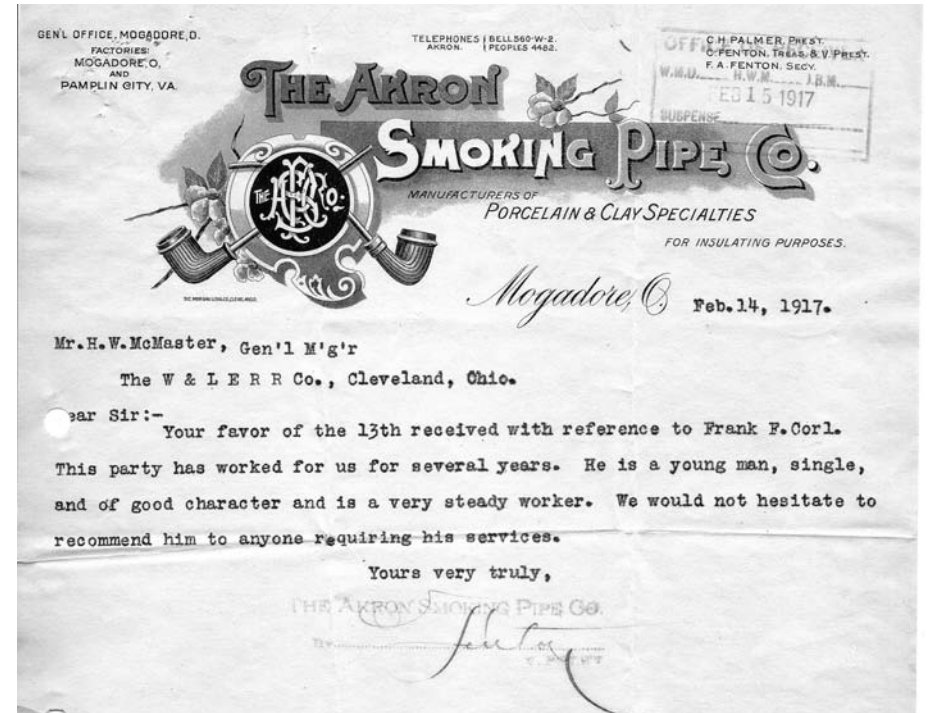 GEN'L OFFICE, MOGADORE, O.
FACTORIES:
MOGADORE, O,
AND
PAMPLIN CITY, VA.
TELEPHONES BELL 560-W-2.
AKRON. PEOPLES 4482.
C.H. PALMER, PREST.
C. FENTON, TREAS. & V. PREST.
F. A. FENTON, SECY.
W.M.D. H.W.M. J.B.M.
FEB 15 1917
SUSPENSE
THE AKRON
SMOKING PIPE CO.
THE CO.
MANUFACTURERS OF
PORCELAIN & CLAY SPECIALTIES
FOR INSULATING PURPOSES.
Mogadore, O. Feb.14, 1917.
Mr.H.W.McMaster, Gen'l M'g'r
The W & L E R R Co., Cleveland, Ohio.
ear Sir:-
Your favor of the 13th received with reference to Frank F.Corl.
This party has worked for us for several years. He is a young man, single,
and of good character and is a very steady worker. We would not hesitate to
recommend him to anyone requiring his services.
Yours very truly,
THE AKRON SMOKING PIPE CO.